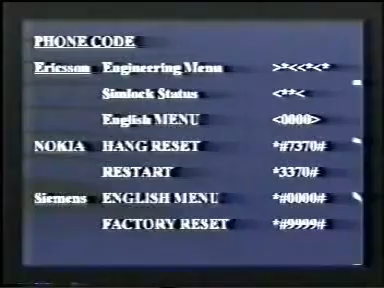 PHONE CODE
Ericsson Engineering Menu >*<<*<*
Simlock Status <**<
English MENU <0000>
NOKIA HANG RESET *#7370#
RESTART *3370#
Siemens ENGLISH MENU *#0000#
FACTORY RESET *#9999#